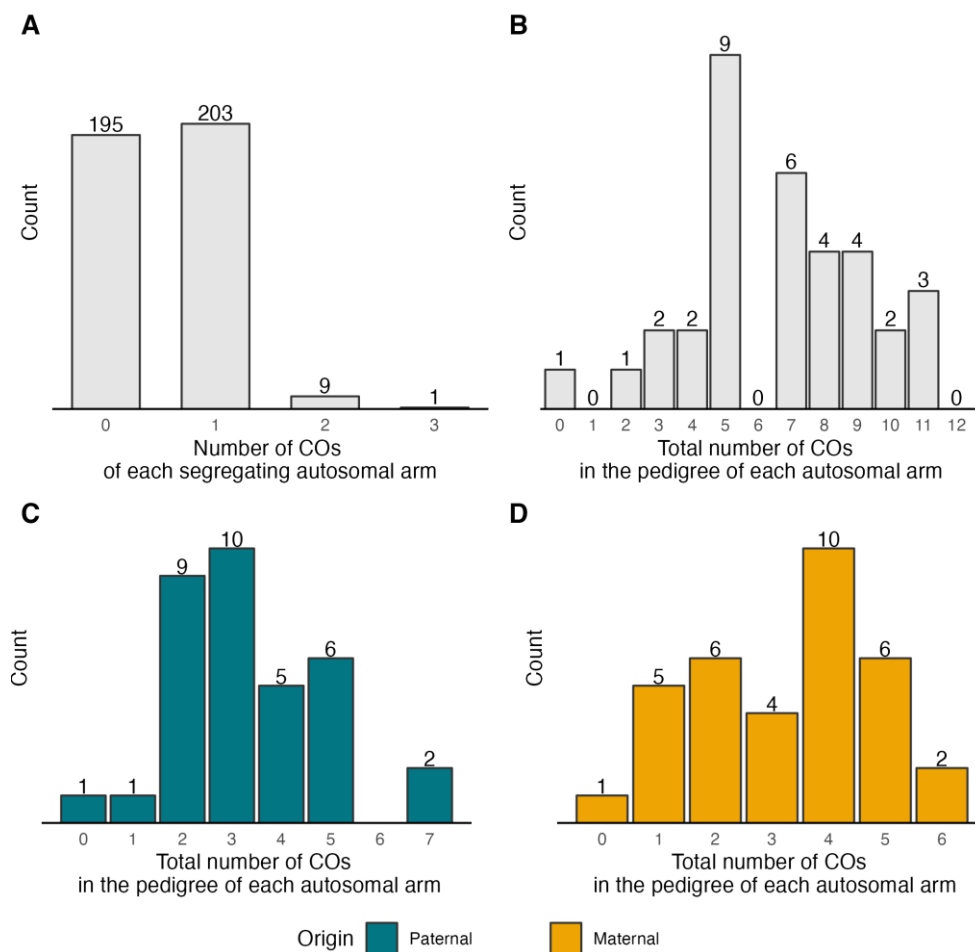 A
195
203
9
1
Count
0 1 2 3
Number of COs
of each segregating autosomal arm
B
1
0
1
2
2
9
0
6
4
4
2
3
0
Count
0 1 2 3 4 5 6 7 8 9 10 11 12
Total number of COs
in the pedigree of each autosomal arm
C
1
1
9
10
5
6
2
Count
0 1 2 3 4 5 6 7
Total number of COs
in the pedigree of each autosomal arm
D
1
5
6
4
10
6
2
Count
0 1 2 3 4 5 6
Total number of COs
in the pedigree of each autosomal arm
Origin Paternal Maternal